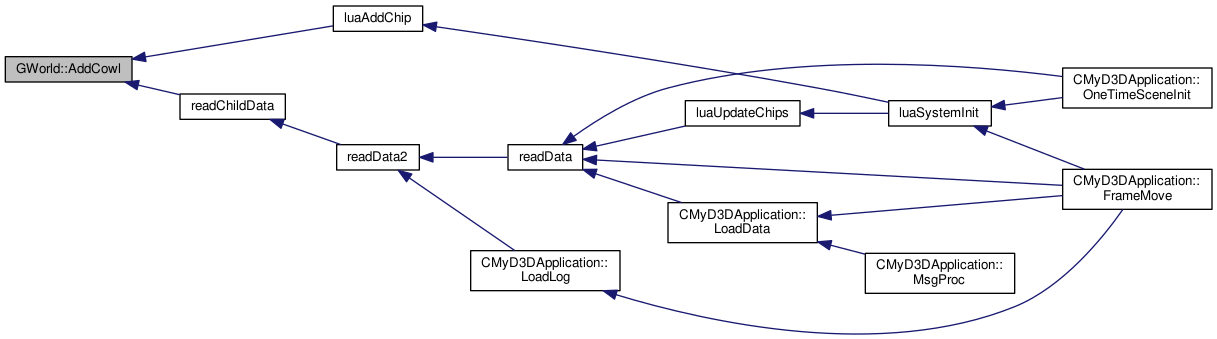 luaAddChip
GWorld::AddCowl
readChildData
readData2
readData
luaUpdateChips
luaSystemInit
CMyD3DApplication::
OneTimeSceneInit
CMyD3DApplication::
FrameMove
CMyD3DApplication::
LoadData
CMyD3DApplication::
MsgProc
CMyD3DApplication::
LoadLog